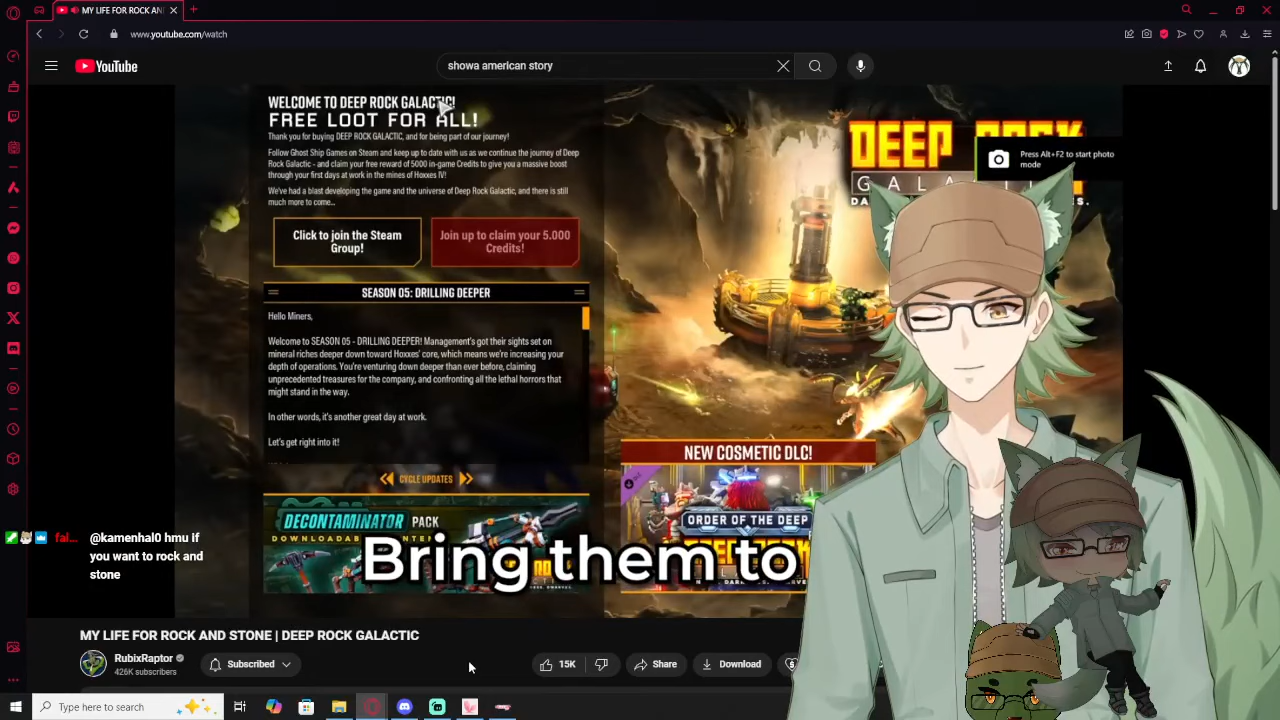 MY LIFE FOR ROCK AN
www.youtube.com/watch
YouTube
showa american story
WELCOME TO DEEP ROCK GALACTIC!
FREE LOOT FOR ALL!
Thank you for buying DEEP ROCK GALACTIC, and for being part of our journey!
Follow Ghost Ship Games on Steam and keep up to date with us as we continue the journey of Deep
Rock Galactic - and claim your free reward of 5000 in-game Credits to give you a massive boost
through your first days at work in the mines of Hoxxes IV!
We've had a blast developing the game and the universe of Deep Rock Galactic, and there is still
much more to come...
Click to join the Steam
Group!
Join up to claim your 5.000
Credits!
SEASON 05: DRILLING DEEPER
Hello Miners,
Welcome to SEASON 05 - DRILLING DEEPER! Management's got their sights set on
mineral riches deeper down toward Hoxxes' core, which means we're increasing your
depth of operations. You're venturing down deeper than ever before, claiming
unprecedented treasures for the company, and confronting all the lethal horrors that
might stand in the way.
In other words, it's another great day at work.
Let's get right into it!
CYCLE UPDATES
DECONTAMINATOR PACK
DEEP ROCK
Press Alt+F2 to start photo
mode
NEW COSMETIC DLC!
ORDER OF THE DEEP
Bring them to
fal...
@kamenhal0 hmu if
you want to rock and
stone
MY LIFE FOR ROCK AND STONE | DEEP ROCK GALACTIC
RubixRaptor
426K subscribers
Subscribed
15K
Share
Download
Type here to search